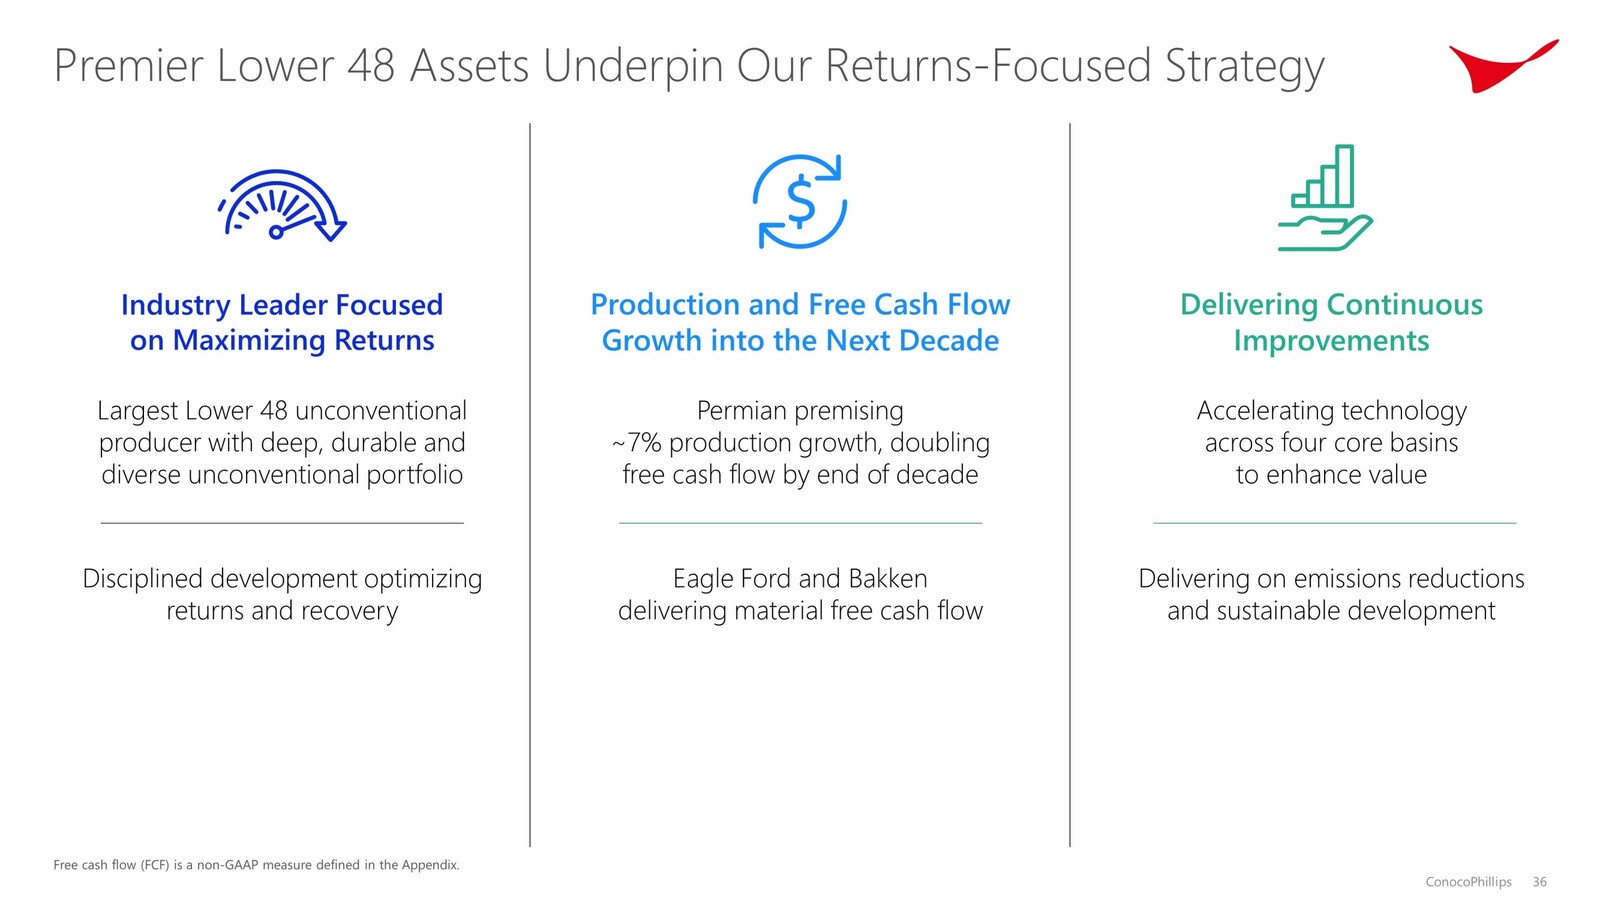 Premier Lower 48 Assets Underpin Our Returns-Focused Strategy
$
Industry Leader Focused
on Maximizing Returns
Largest Lower 48 unconventional
producer with deep, durable and
diverse unconventional portfolio
Disciplined development optimizing
returns and recovery
Production and Free Cash Flow
Growth into the Next Decade
Permian premising
~7% production growth, doubling
free cash flow by end of decade
Eagle Ford and Bakken
delivering material free cash flow
Delivering Continuous
Improvements
Accelerating technology
across four core basins
to enhance value
Delivering on emissions reductions
and sustainable development
Free cash flow (FCF) is a non-GAAP measure defined in the Appendix.
ConocoPhillips 36